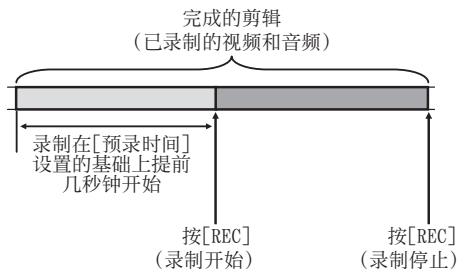 完成的剪辑
（已录制的视频和音频）
录制在[预录时间]
设置的基础上提前
几秒钟开始
按[REC]
（录制开始）
按[REC]
（录制停止）